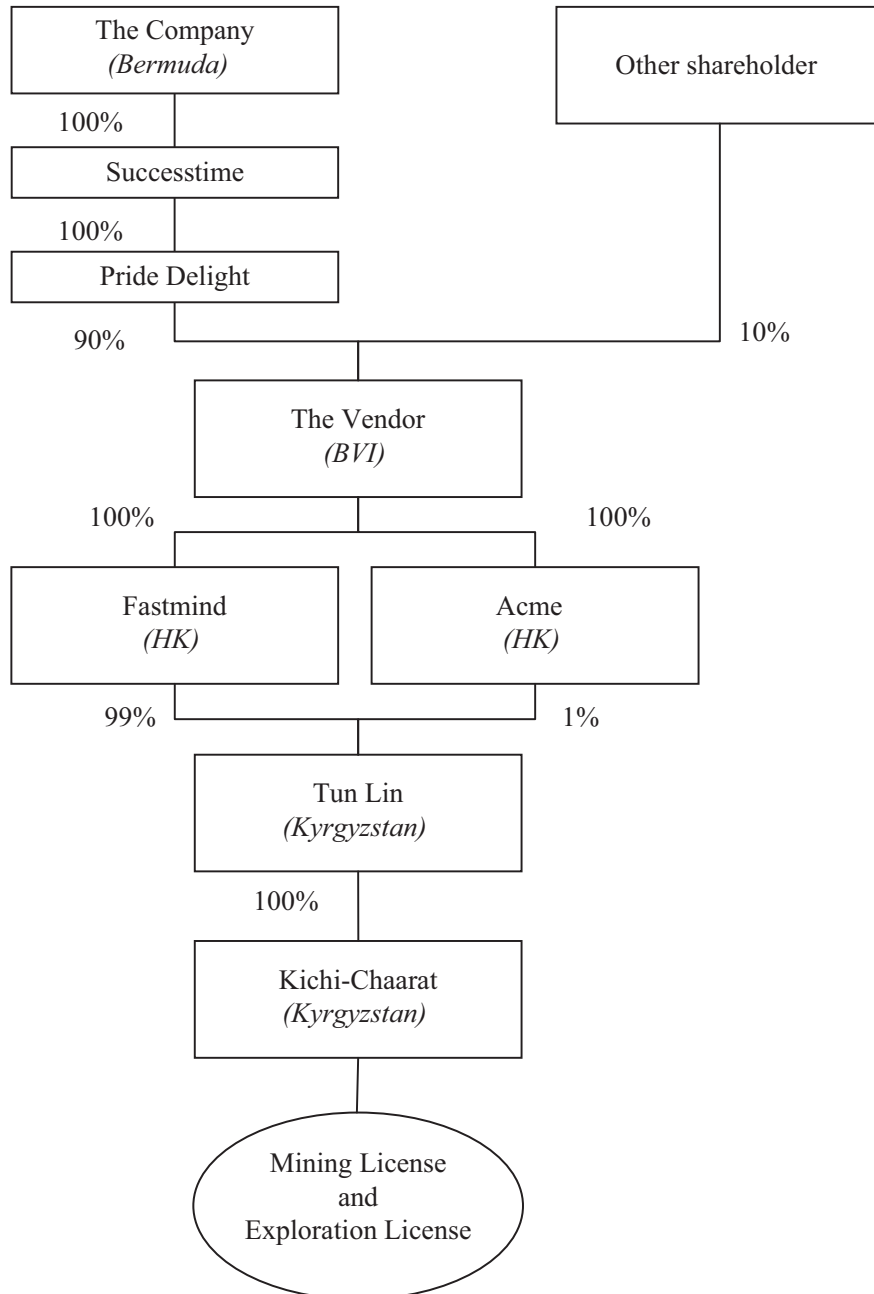 The Company
(Bermuda)
Other shareholder
100%
Successtime
100%
Pride Delight
90%
10%
The Vendor
(BVI)
100%
100%
Fastmind
(HK)
Acme
(HK)
99%
1%
Tun Lin
(Kyrgyzstan)
100%
Kichi-Chaarat
(Kyrgyzstan)
Mining License
and
Exploration License